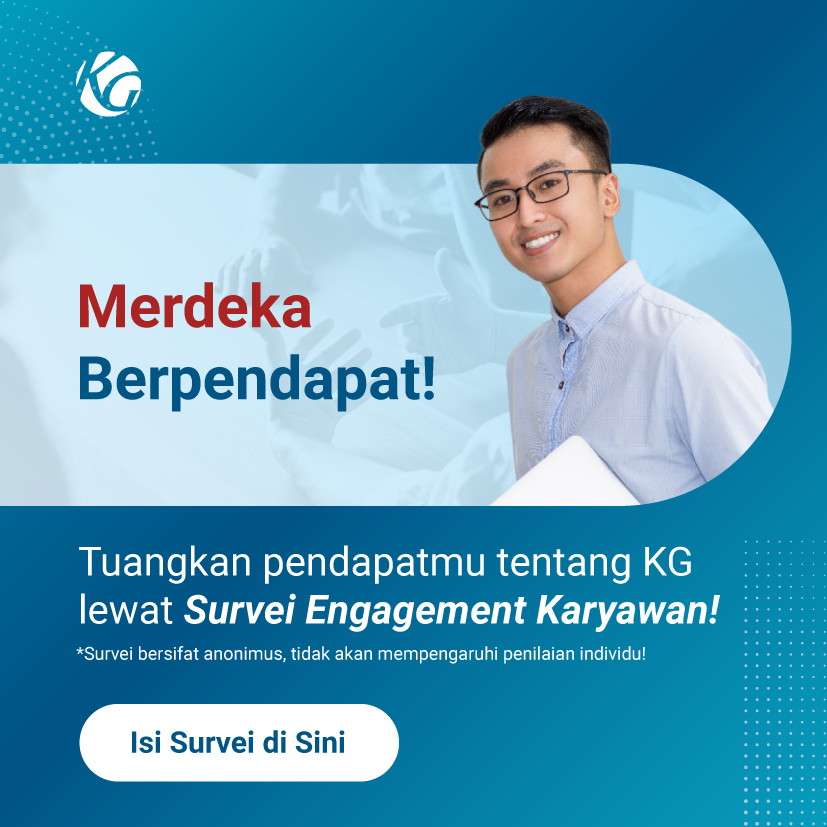 KG
Merdeka
Berpendapat!
Tuangkan pendapatmu tentang KG
lewat Survei Engagement Karyawan!
*Survei bersifat anonimus, tidak akan mempengaruhi penilaian individu!
Isi Survei di Sini